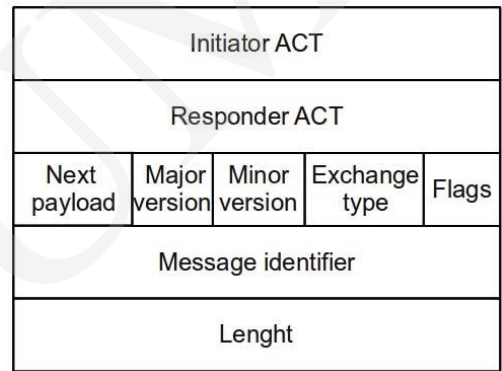 Initiator ACT
Responder ACT
Next payload
Major version
Minor version
Exchange type
Flags
Message identifier
Lenght